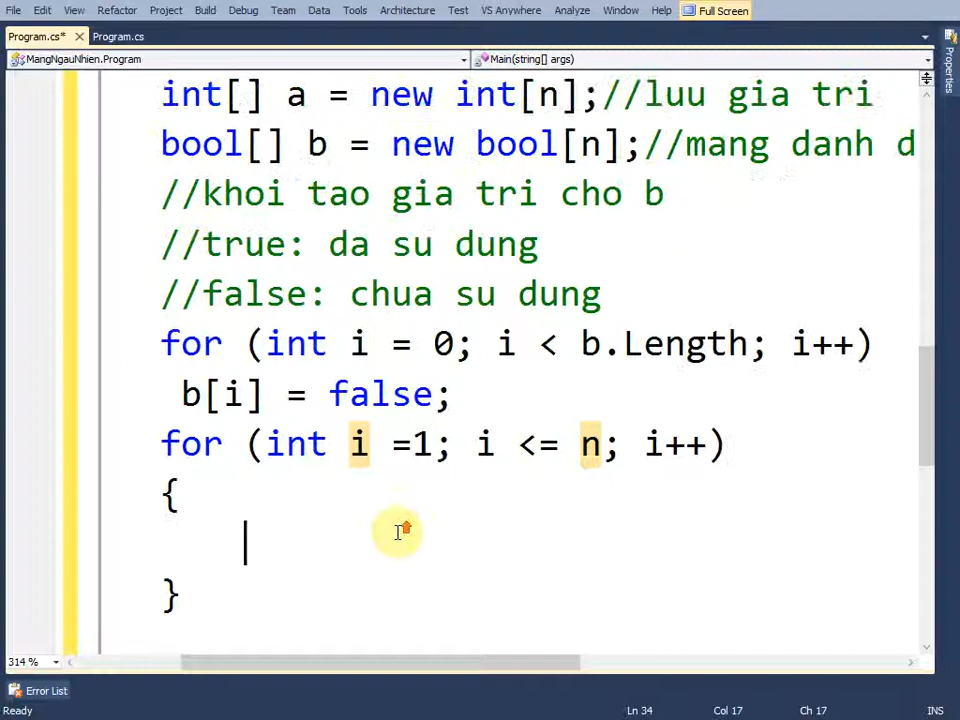 File Edit View Refactor Project Build Debug Team Data Tools Architecture Test VS Anywhere Analyze Window Help Full Screen
Program.cs* Program.cs
MangNgauNhien.Program Main(string[] args)
Properties
int[] a = new int[n];//luu gia tri
bool[] b = new bool[n];//mang danh d
//khoi tao gia tri cho b
//true: da su dung
//false: chua su dung
for (int i = 0; i < b.Length; i++)
b[i] = false;
for (int i =1; i <= n; i++)
{
}
314 %
Error List
Ready Ln 34 Col 17 Ch 17 INS